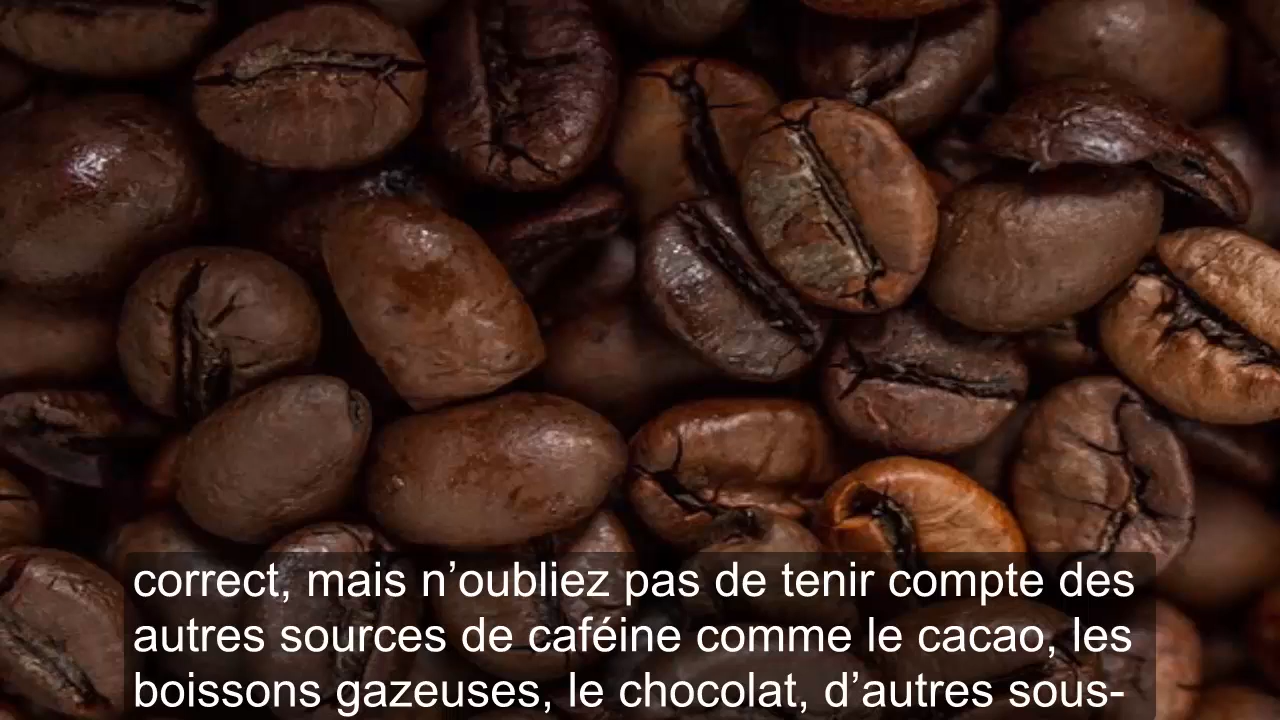 correct, mais n’oubliez pas de tenir compte des
autres sources de caféine comme le cacao, les
boissons gazeuses, le chocolat, d’autres sous-